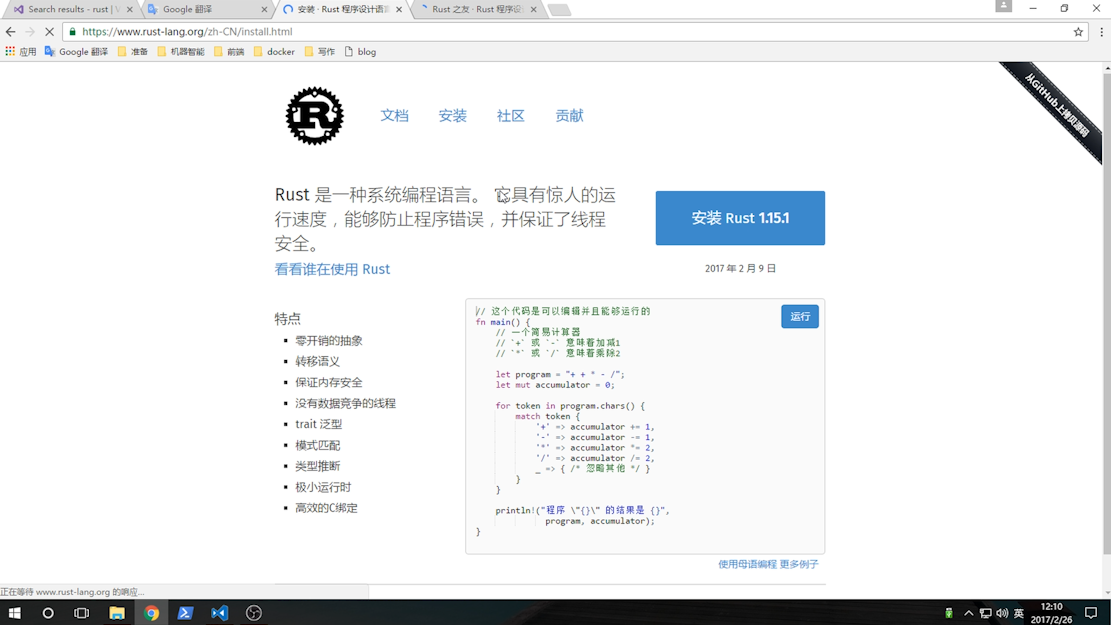 Search results - rust | V
Google 翻译
安装 · Rust 程序设计语言
Rust 之友 · Rust 程序设
https://www.rust-lang.org/zh-CN/install.html
应用
Google 翻译
准备
机器智能
前端
docker
写作
blog
从GitHub上拷贝源码
R
文档
安装
社区
贡献
Rust 是一种系统编程语言。 它具有惊人的运
行速度，能够防止程序错误，并保证了线程
安全。
看看谁在使用 Rust
安装 Rust 1.15.1
2017 年 2 月 9 日
特点
零开销的抽象
转移语义
保证内存安全
没有数据竞争的线程
trait 泛型
模式匹配
类型推断
极小运行时
高效的C绑定
运行
// 这个代码是可以编辑并且能够运行的
fn main() {
// 一个简易计算器
// `+` 或 `-` 意味着加减1
// `*` 或 `/` 意味着乘除2
let program = "+ + * - /";
let mut accumulator = 0;
for token in program.chars() {
match token {
'+' => accumulator += 1,
'-' => accumulator -= 1,
'*' => accumulator *= 2,
'/' => accumulator /= 2,
_ => { /* 忽略其他 */ }
}
}
println!("程序 \"{}\" 的结果是 {}",
program, accumulator);
}
使用母语编程 更多例子
正在等待 www.rust-lang.org 的响应...
英
12:10
2017/2/26